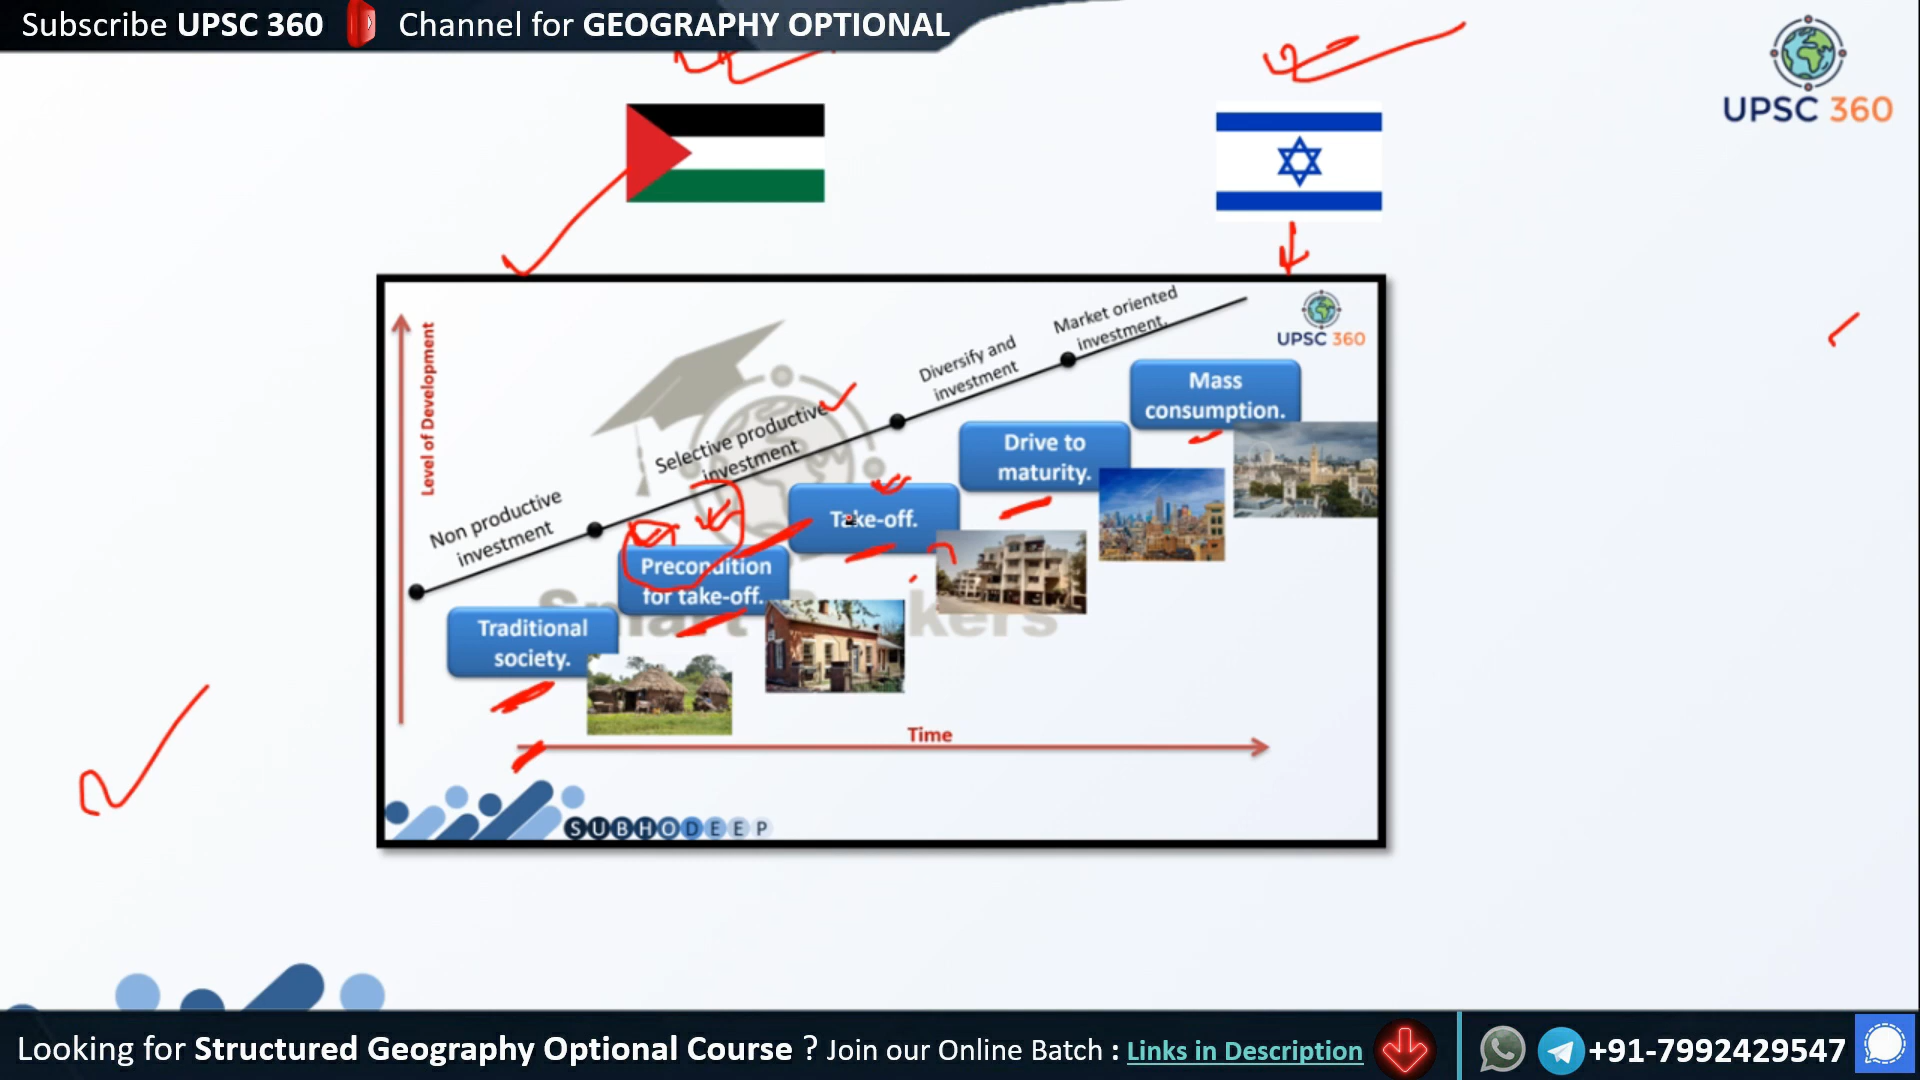 Subscribe UPSC 360 Channel for GEOGRAPHY OPTIONAL
UPSC 360
Level of Development
Non productive
investment
Selective productive
investment
Diversify and
investment
Market oriented
investment.
UPSC 360
Mass
consumption.
Drive to
maturity.
Take-off.
Precondition
for take-off.
Traditional
society.
Time
SUBHODEEP
Looking for Structured Geography Optional Course ? Join our Online Batch : Links in Description
+91-7992429547